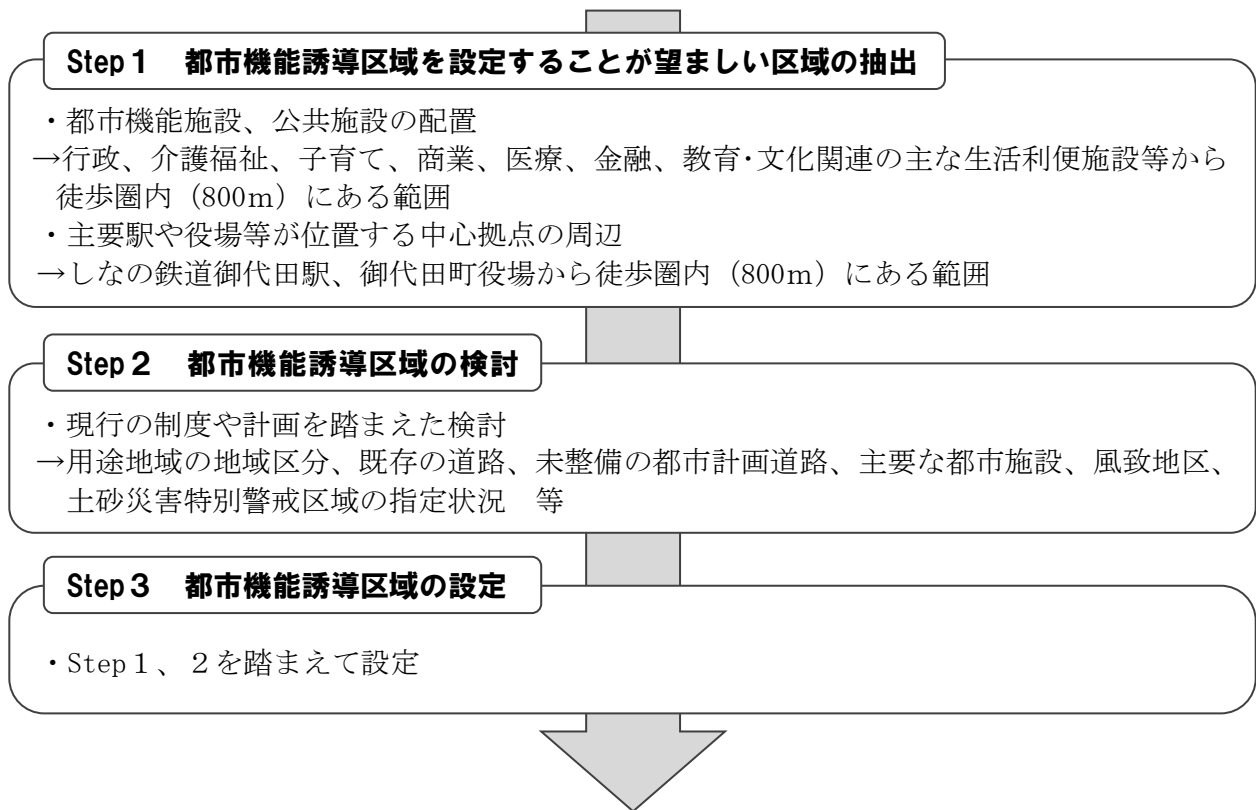 Step１　都市機能誘導区域を設定することが望ましい区域の抽出
・都市機能施設、公共施設の配置
→行政、介護福祉、子育て、商業、医療、金融、教育・文化関連の主な生活利便施設等から
徒歩圏内（800ｍ）にある範囲
・主要駅や役場等が位置する中心拠点の周辺
→しなの鉄道御代田駅、御代田町役場から徒歩圏内（800ｍ）にある範囲
Step２　都市機能誘導区域の検討
・現行の制度や計画を踏まえた検討
→用途地域の地域区分、既存の道路、未整備の都市計画道路、主要な都市施設、風致地区、
土砂災害特別警戒区域の指定状況　等
Step３　都市機能誘導区域の設定
・Step１、２を踏まえて設定